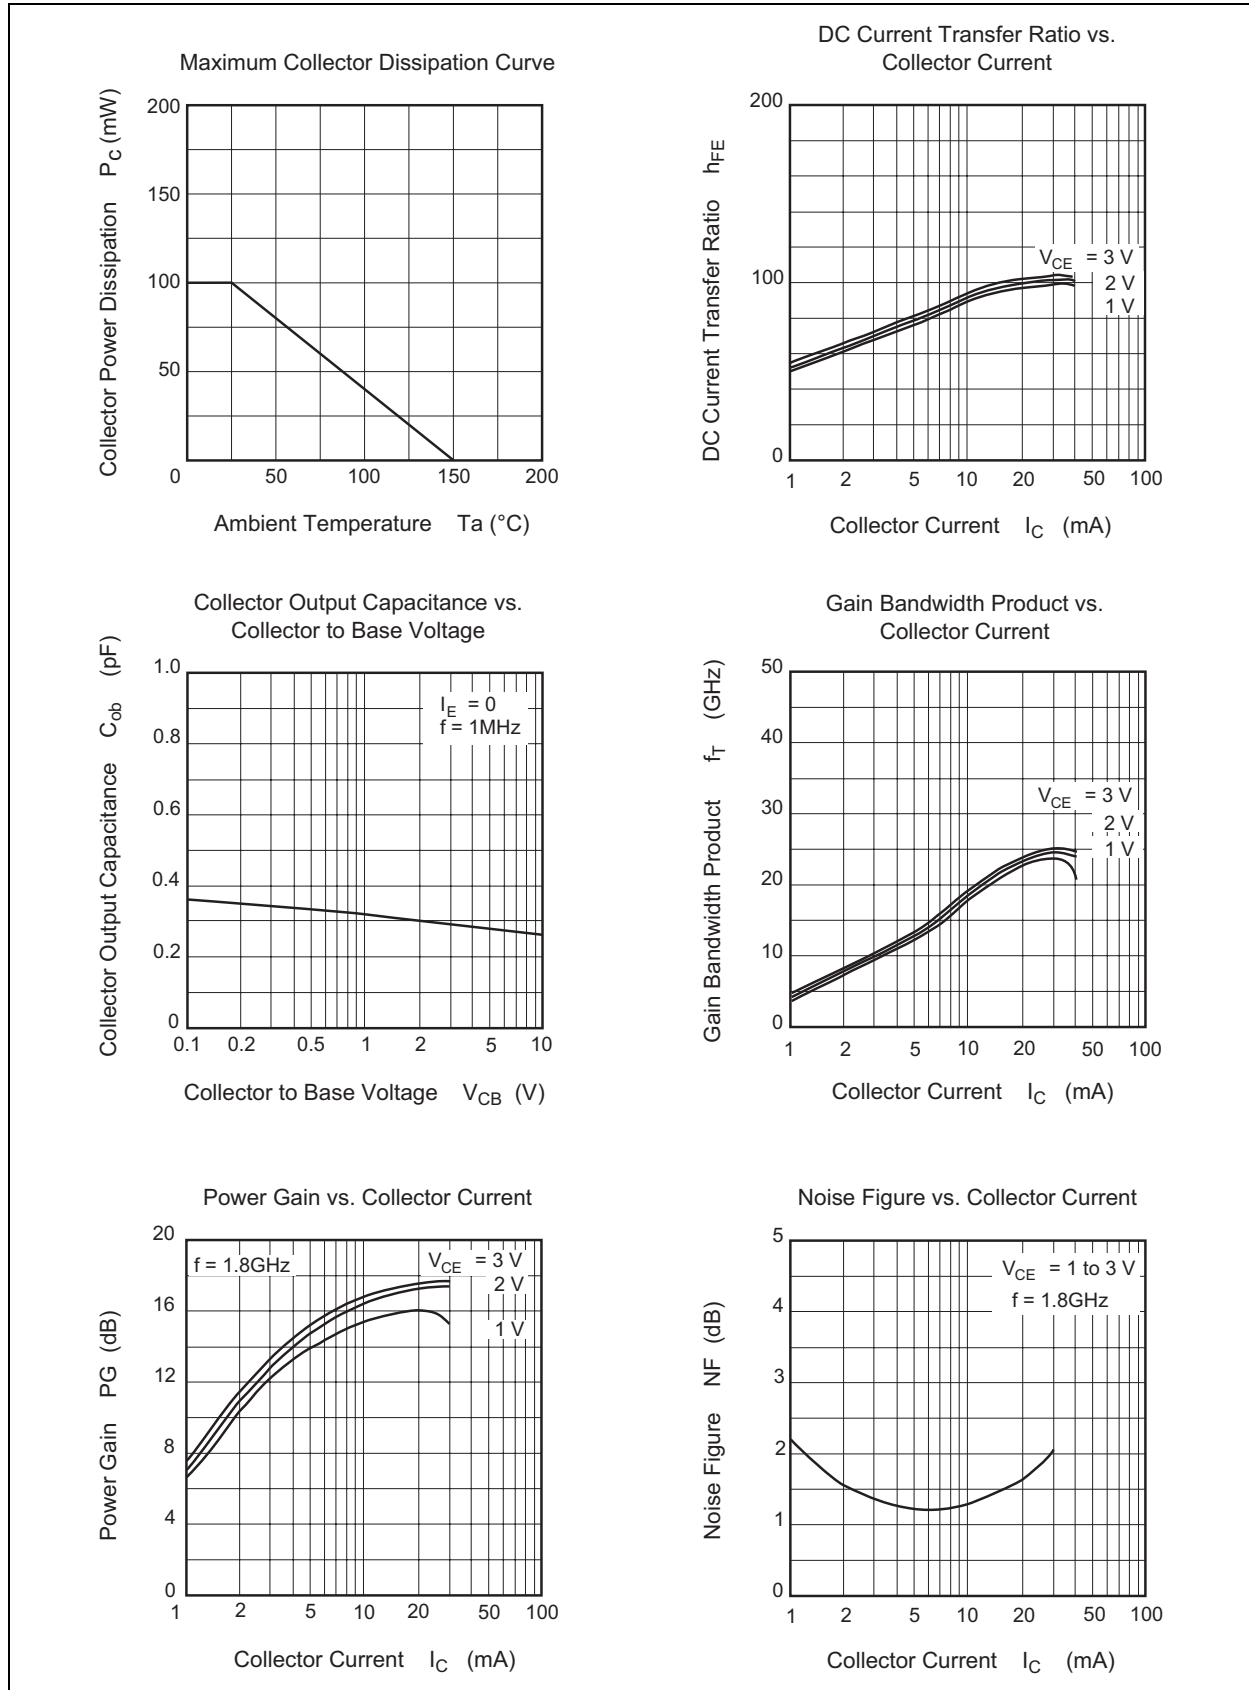 Maximum Collector Dissipation Curve
Collector Power Dissipation P_C (mW)
200
150
100
50
0
50
100
150
200
Ambient Temperature Ta (°C)
DC Current Transfer Ratio vs.
Collector Current
DC Current Transfer Ratio h_FE
200
100
0
V_CE = 3 V
2 V
1 V
1
2
5
10
20
50
100
Collector Current I_C (mA)
Collector Output Capacitance vs.
Collector to Base Voltage
Collector Output Capacitance C_ob (pF)
1.0
0.8
0.6
0.4
0.2
0
I_E = 0
f = 1MHz
0.1
0.2
0.5
1
2
5
10
Collector to Base Voltage V_CB (V)
Gain Bandwidth Product vs.
Collector Current
Gain Bandwidth Product f_T (GHz)
50
40
30
20
10
0
V_CE = 3 V
2 V
1 V
1
2
5
10
20
50
100
Collector Current I_C (mA)
Power Gain vs. Collector Current
Power Gain PG (dB)
20
16
12
8
4
0
f = 1.8GHz
V_CE = 3 V
2 V
1 V
1
2
5
10
20
50
100
Collector Current I_C (mA)
Noise Figure vs. Collector Current
Noise Figure NF (dB)
5
4
3
2
1
0
V_CE = 1 to 3 V
f = 1.8GHz
1
2
5
10
20
50
100
Collector Current I_C (mA)